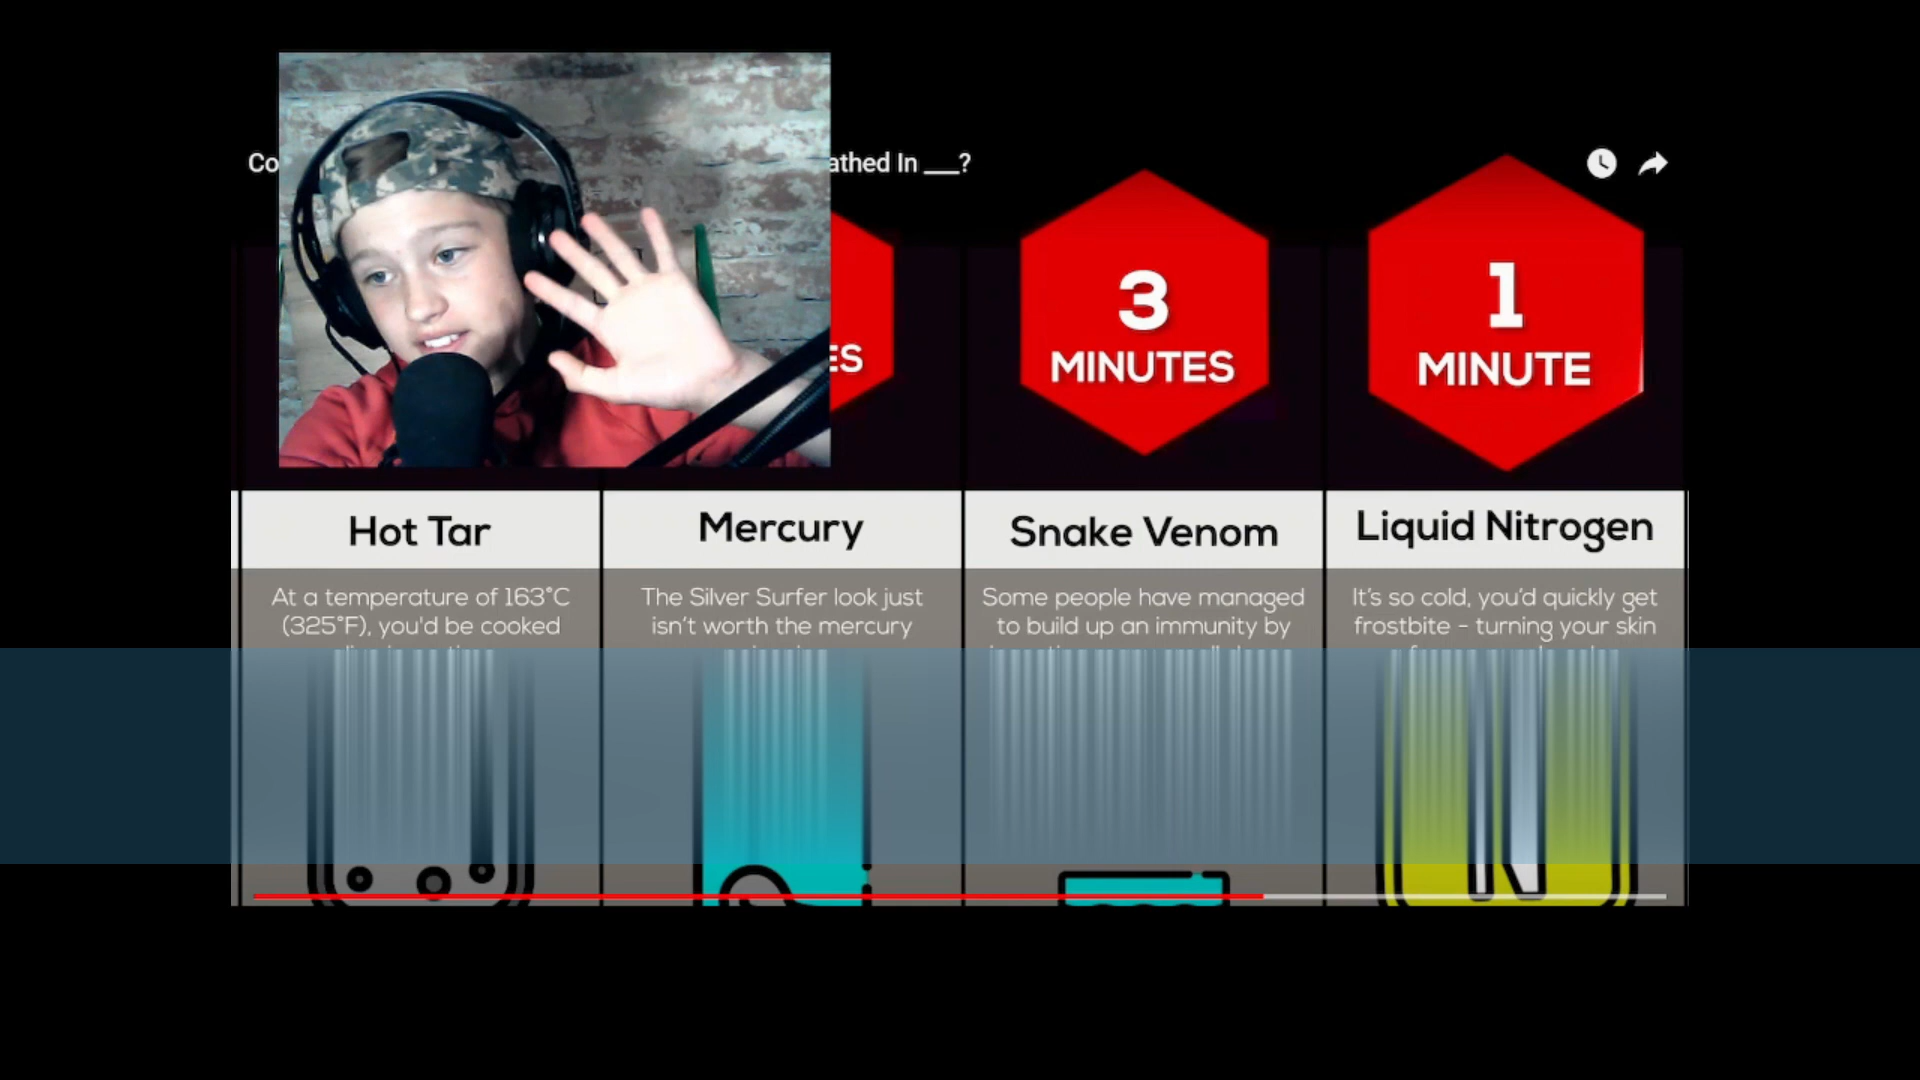 Co
athed In ___?
ES
3
MINUTES
1
MINUTE
Hot Tar
Mercury
Snake Venom
Liquid Nitrogen
At a temperature of 163°C
(325°F), you'd be cooked
The Silver Surfer look just
isn't worth the mercury
Some people have managed
to build up an immunity by
It's so cold, you'd quickly get
frostbite - turning your skin
N